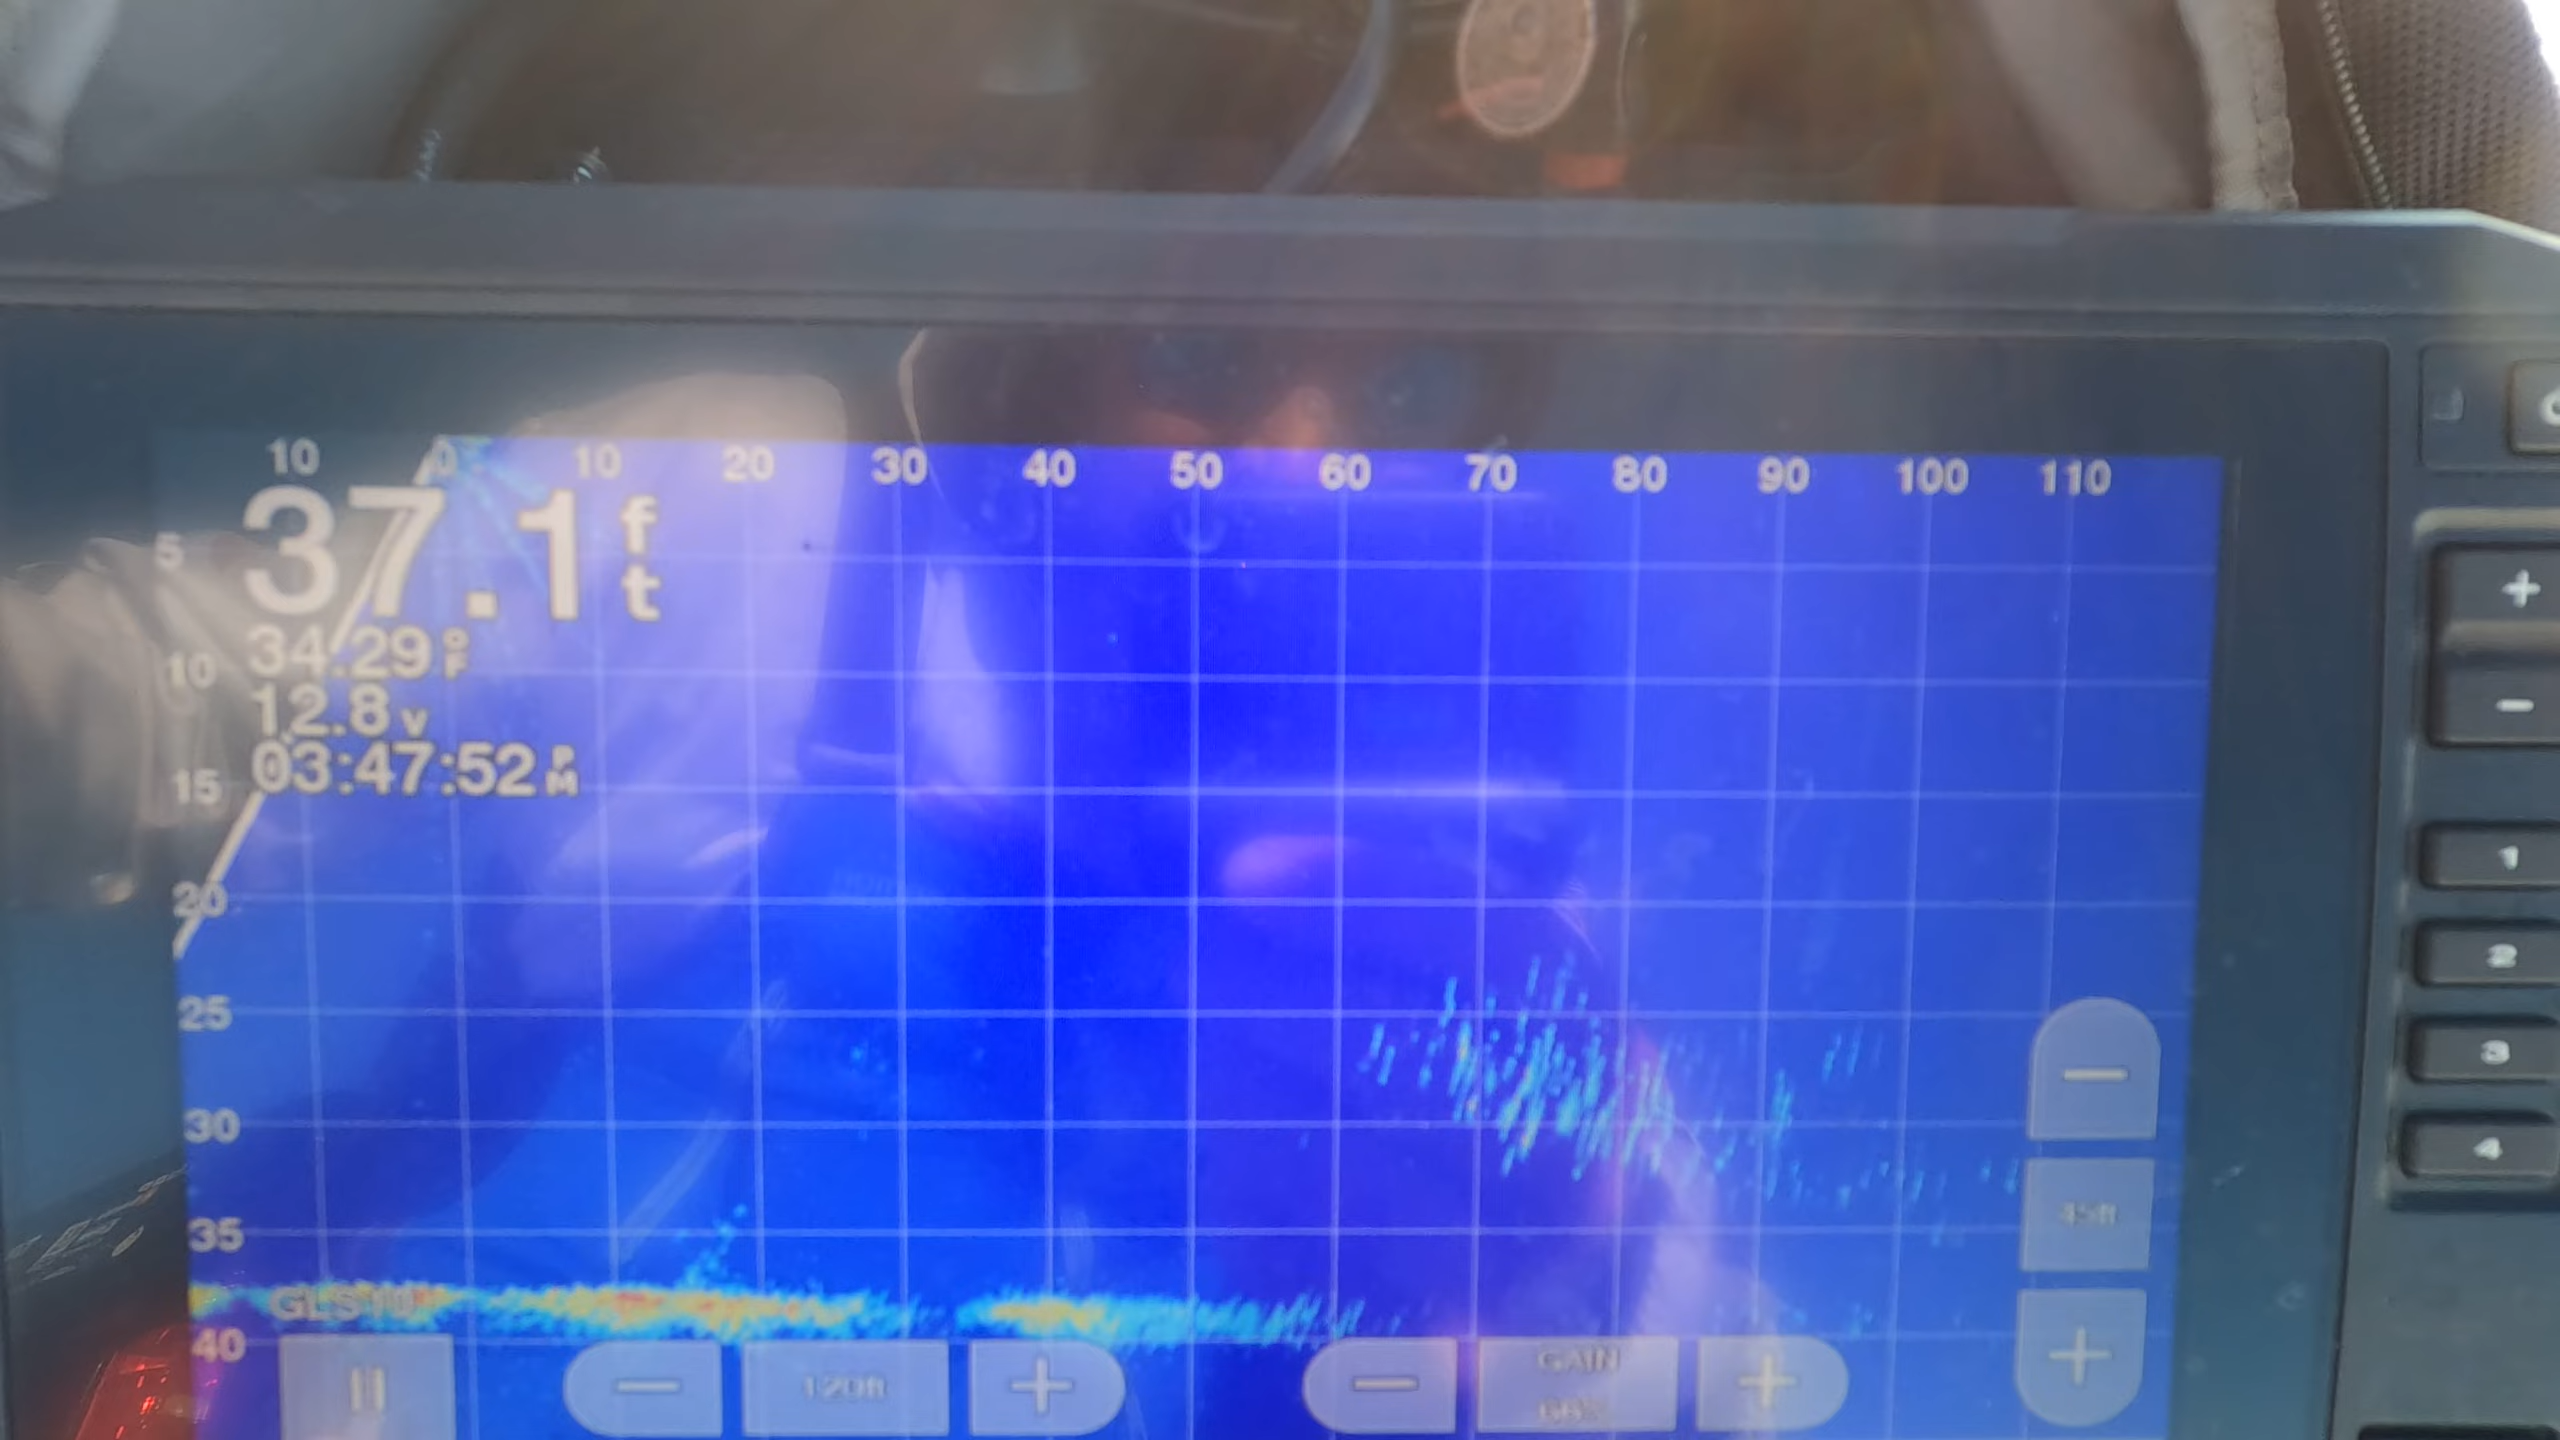 10 0 10 20 30 40 50 60 70 80 90 100 110
37.1 ft
5
34.29 °F
10
12.8 V
03:47:52 PM
15
20
25
30
35
GLS10
40
45ft
120ft
GAIN
+
−
1
2
3
4